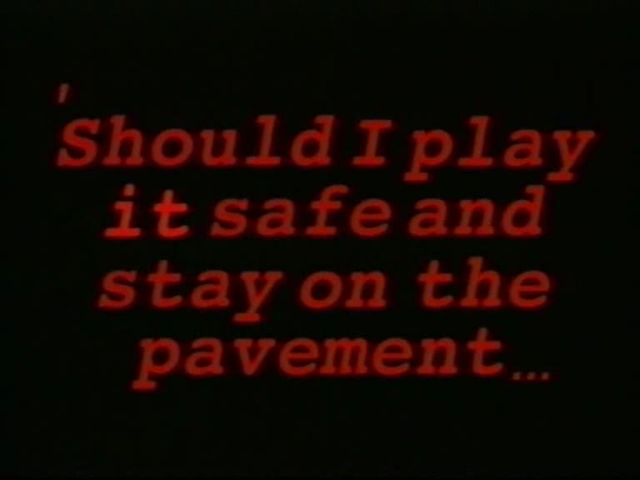 'Should I play
it safe and
stay on the
pavement...